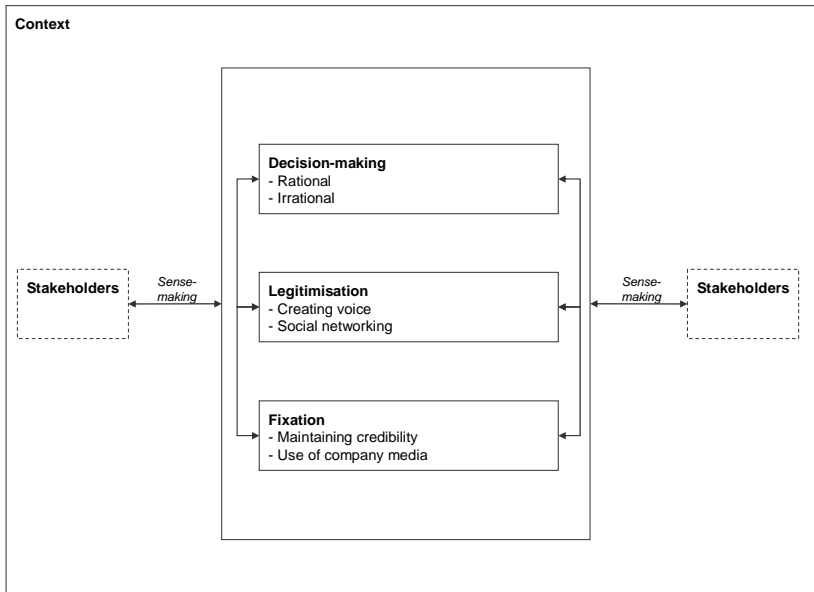 Context
Decision-making
- Rational
- Irrational
Stakeholders
Sense-
making
Legitimisation
- Creating voice
- Social networking
Sense-
making
Stakeholders
Fixation
- Maintaining credibility
- Use of company media